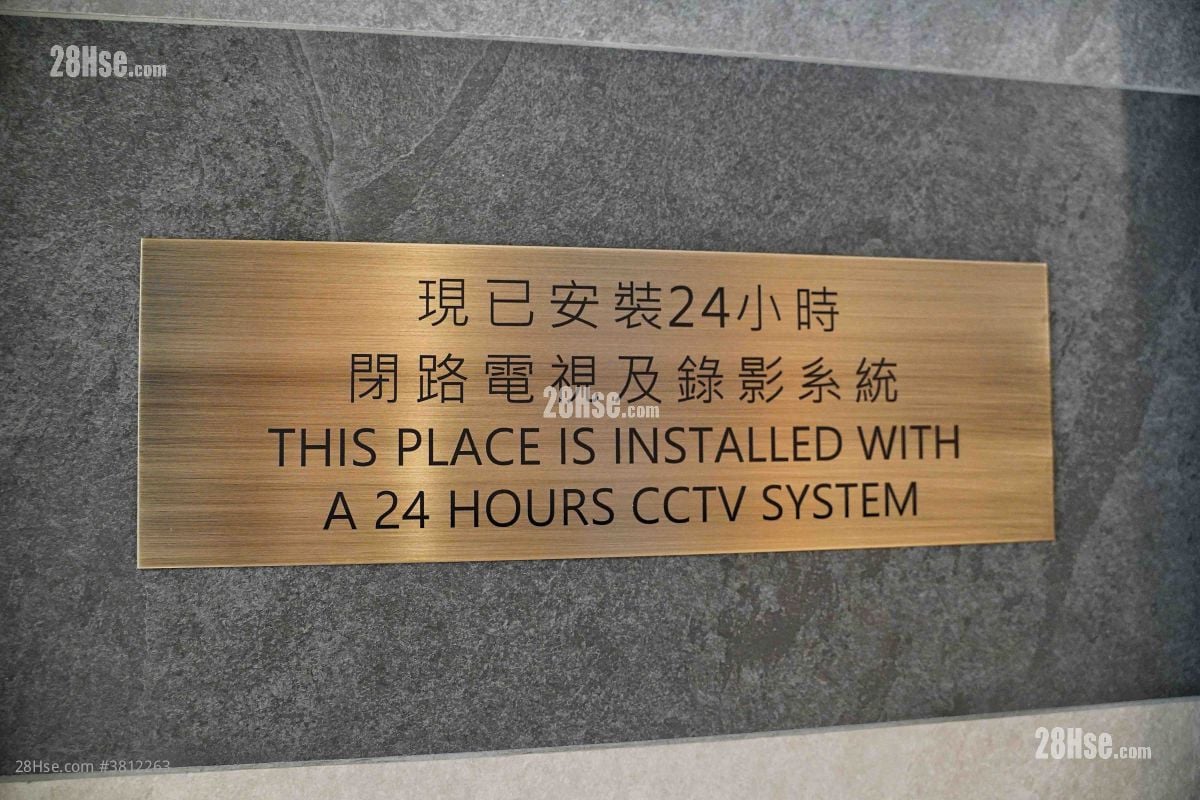 28Hse.com
現已安裝24小時
閉路電視及錄影系統
28Hse.com
THIS PLACE IS INSTALLED WITH
A 24 HOURS CCTV SYSTEM
28Hse.com
28Hse.com #3812263